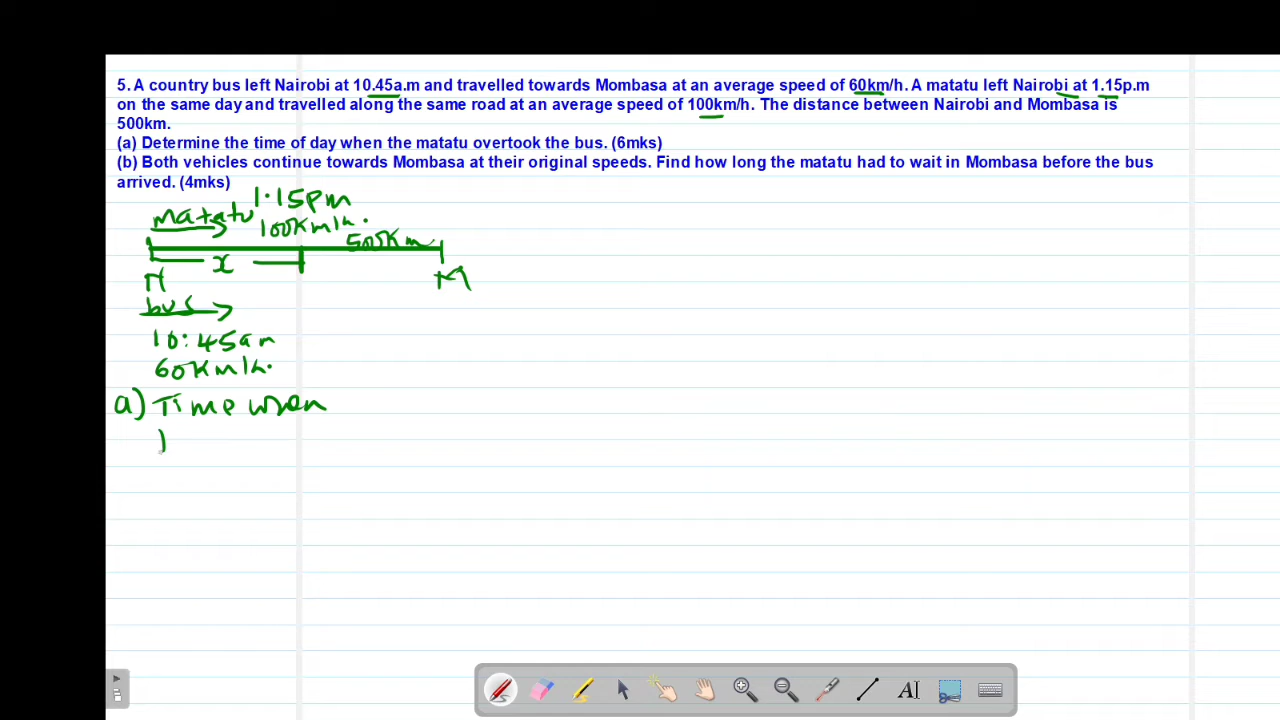 5. A country bus left Nairobi at 10.45a.m and travelled towards Mombasa at an average speed of 60km/h. A matatu left Nairobi at 1.15p.m
on the same day and travelled along the same road at an average speed of 100km/h. The distance between Nairobi and Mombasa is
500km.
(a) Determine the time of day when the matatu overtook the bus. (6mks)
(b) Both vehicles continue towards Mombasa at their original speeds. Find how long the matatu had to wait in Mombasa before the bus
arrived. (4mks)
1.15pm
matatu
100Km/h.
500Km
x
N M
bus
10:45am
60Km/h.
a) Time when
AI